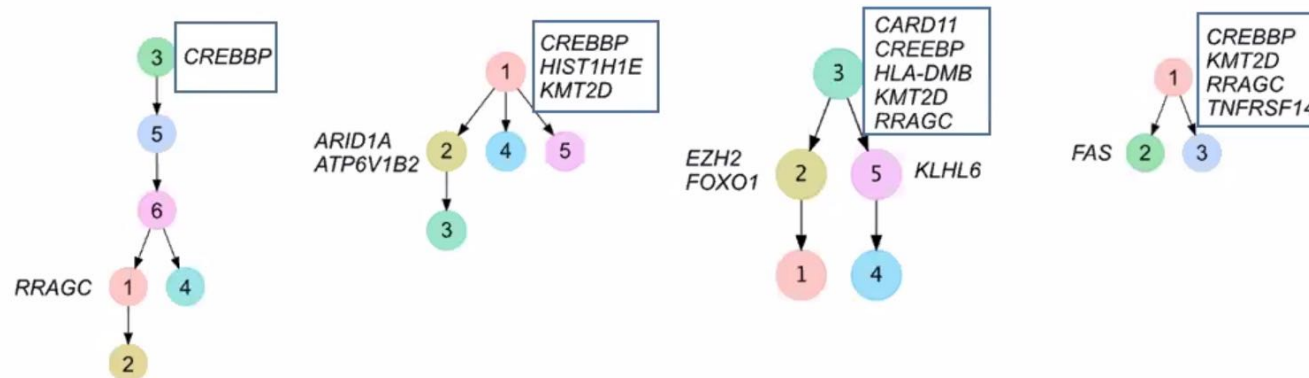 3
CREBBP
5
6
RRAGC
1
4
2
1
CREBBP
HIST1H1E
KMT2D
ARID1A
ATP6V1B2
2
4
5
3
3
CARD11
CREEBP
HLA-DMB
KMT2D
RRAGC
EZH2
FOXO1
2
5
KLHL6
1
4
1
CREBBP
KMT2D
RRAGC
TNFRSF14
FAS
2
3